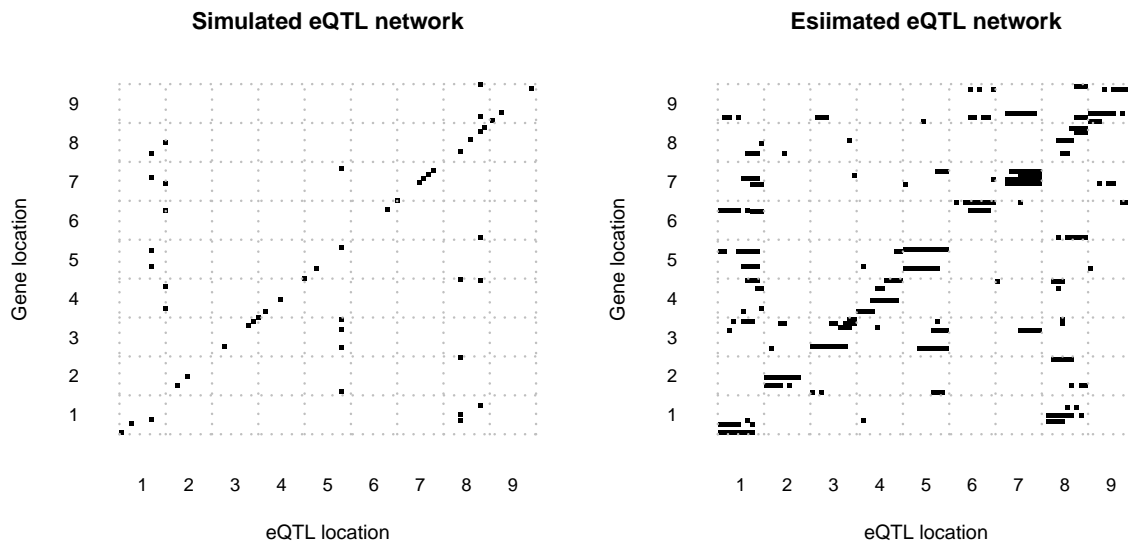 Simulated eQTL network
Esiimated eQTL network
Gene location
9
8
7
6
5
4
3
2
1
1 2 3 4 5 6 7 8 9
eQTL location
Gene location
9
8
7
6
5
4
3
2
1
1 2 3 4 5 6 7 8 9
eQTL location